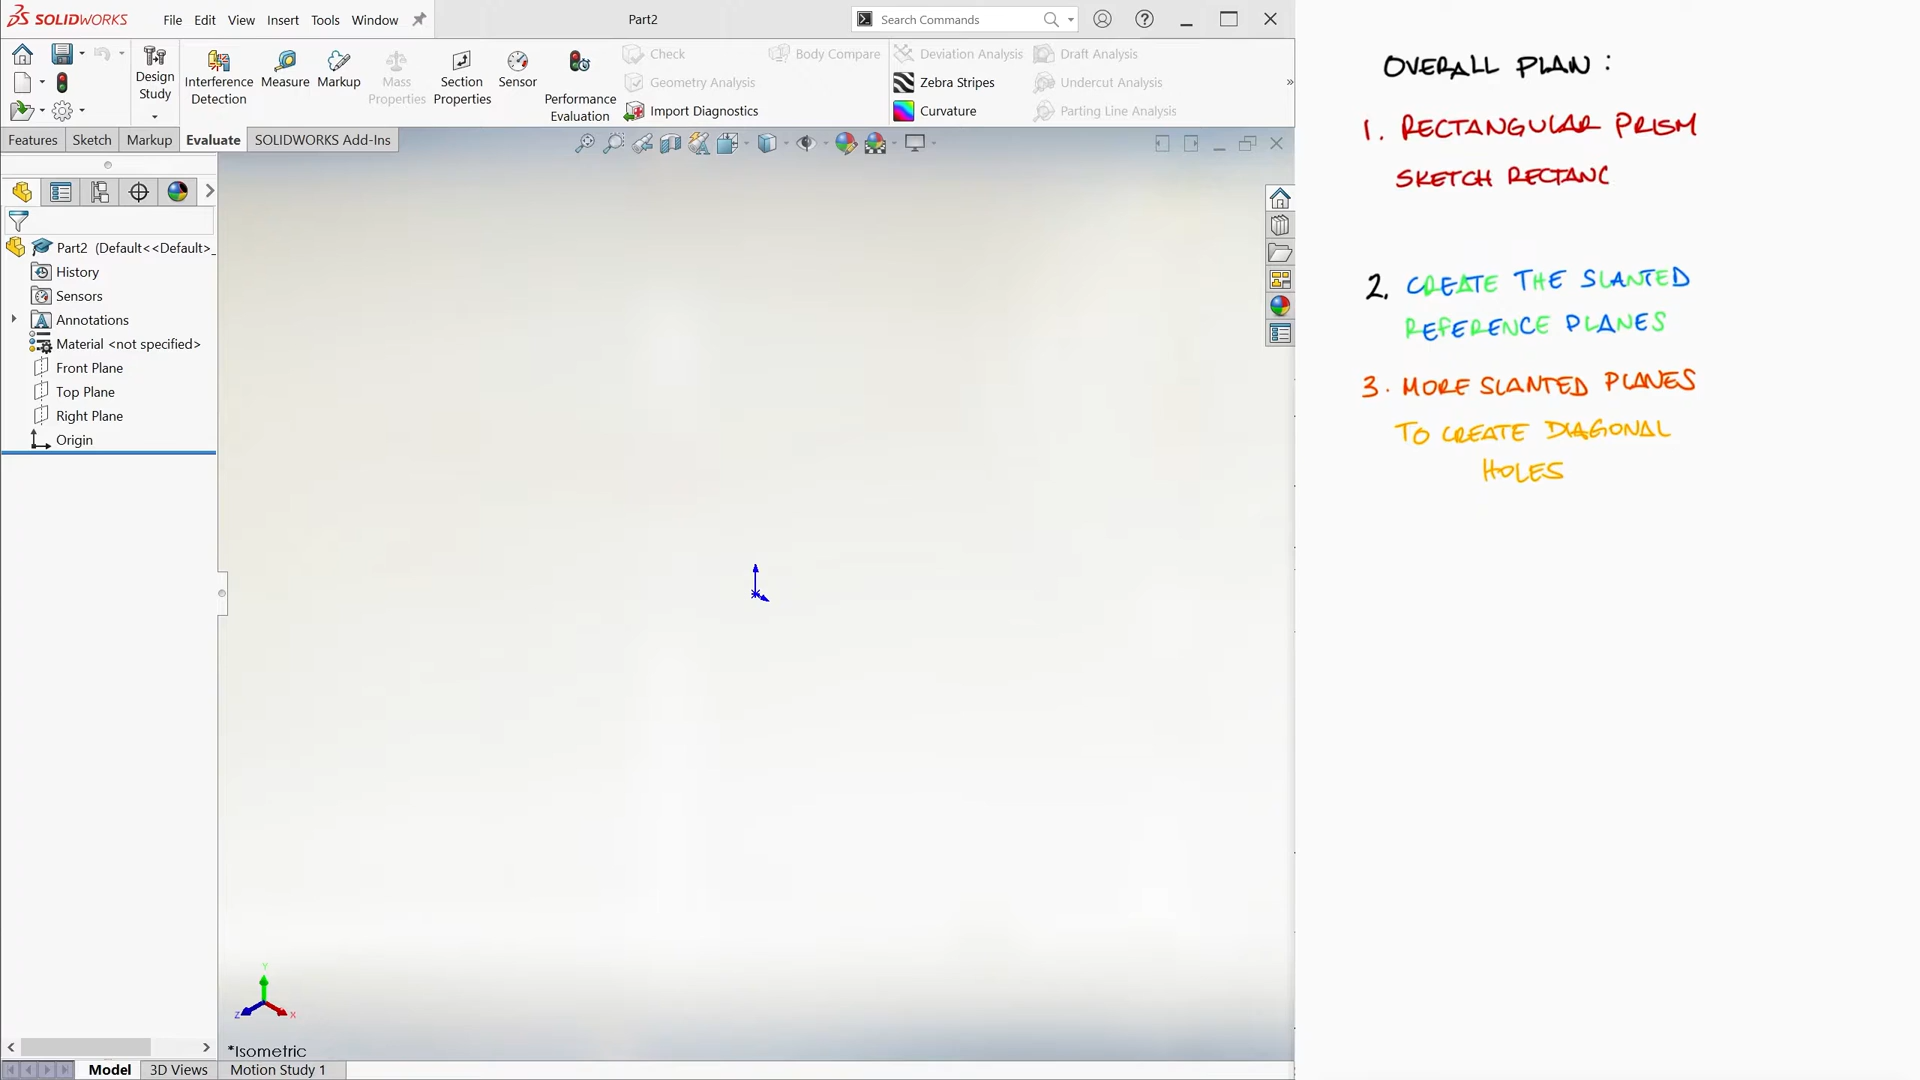 SOLIDWORKS File Edit View Insert Tools Window Part2 Search Commands
Design Study
Interference Detection
Measure
Markup
Mass Properties
Section Properties
Sensor
Performance Evaluation
Check
Geometry Analysis
Import Diagnostics
Body Compare
Deviation Analysis
Zebra Stripes
Curvature
Draft Analysis
Undercut Analysis
Parting Line Analysis
Features Sketch Markup Evaluate SOLIDWORKS Add-Ins
Part2 (Default<<Default>_
History
Sensors
Annotations
Material <not specified>
Front Plane
Top Plane
Right Plane
Origin
Y
Z
X
*Isometric
Model 3D Views Motion Study 1
OVERALL PLAN :
1. RECTANGULAR PRISM
SKETCH RECTANC
2. CREATE THE SLANTED
REFERENCE PLANES
3. MORE SLANTED PLANES
TO CREATE DIAGONAL
HOLES